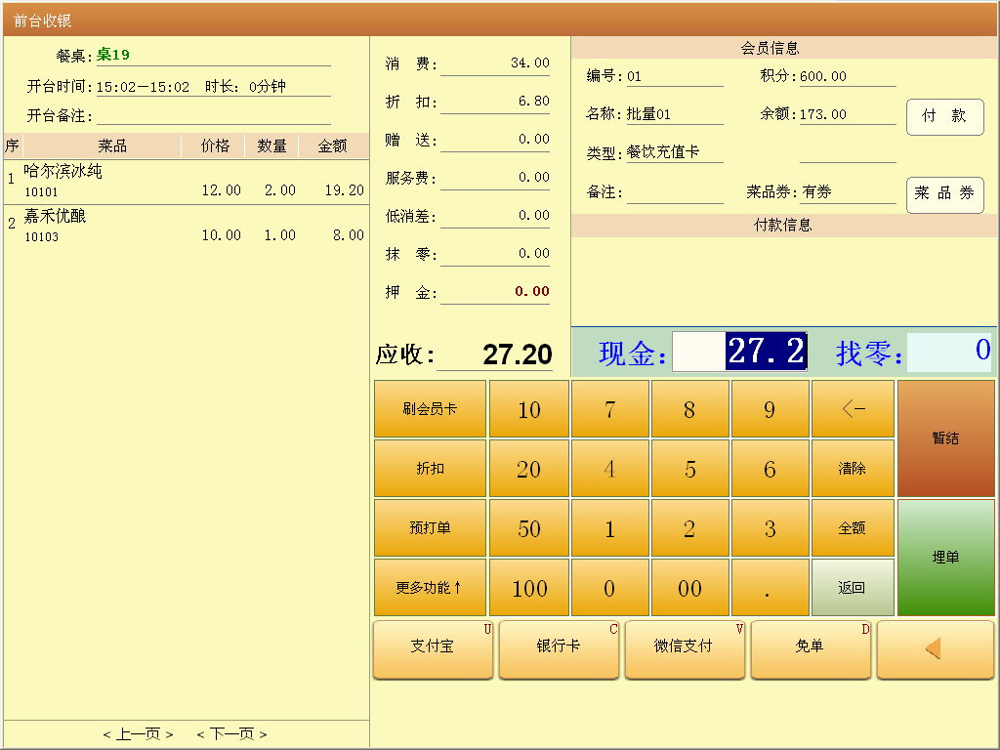 前台收银
餐桌: 桌19
开台时间: 15:02—15:02 时长: 0分钟
开台备注:
序 菜品 价格 数量 金额
1 哈尔滨冰纯
10101 12.00 2.00 19.20
2 嘉禾优酿
10103 10.00 1.00 8.00
< 上一页 > < 下一页 >
消 费: 34.00
折 扣: 6.80
赠 送: 0.00
服务费: 0.00
低消差: 0.00
抹 零: 0.00
押 金: 0.00
应收: 27.20
会员信息
编号: 01 积分: 600.00
名称: 批量01 余额: 173.00
付 款
类型: 餐饮充值卡
备注: 菜品券: 有券
菜 品 券
付款信息
现金: 27.2 找零: 0
刷会员卡 10 7 8 9 <-
暂结
折扣 20 4 5 6 清除
预打单 50 1 2 3 全额
埋单
更多功能↑ 100 0 00 . 返回
支付宝 U 银行卡 C 微信支付 V 免单 D